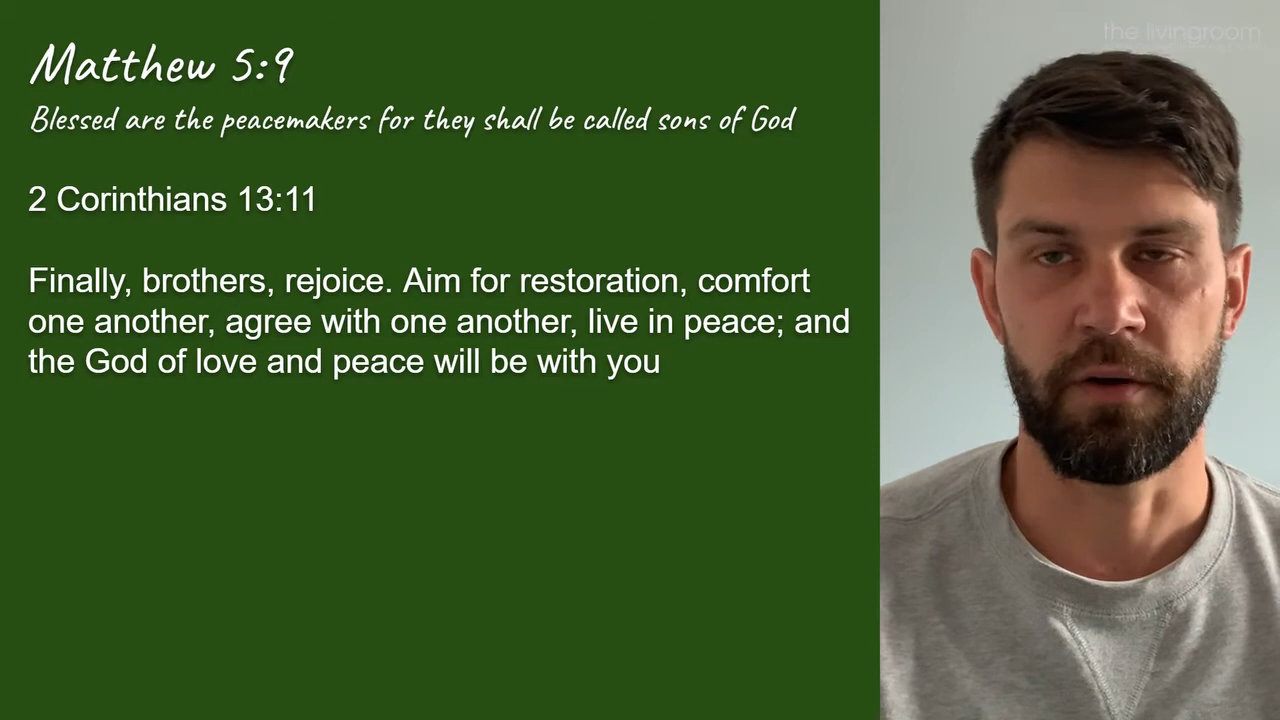 the livingroom
Matthew 5:9
Blessed are the peacemakers for they shall be called sons of God
2 Corinthians 13:11
Finally, brothers, rejoice. Aim for restoration, comfort
one another, agree with one another, live in peace; and
the God of love and peace will be with you